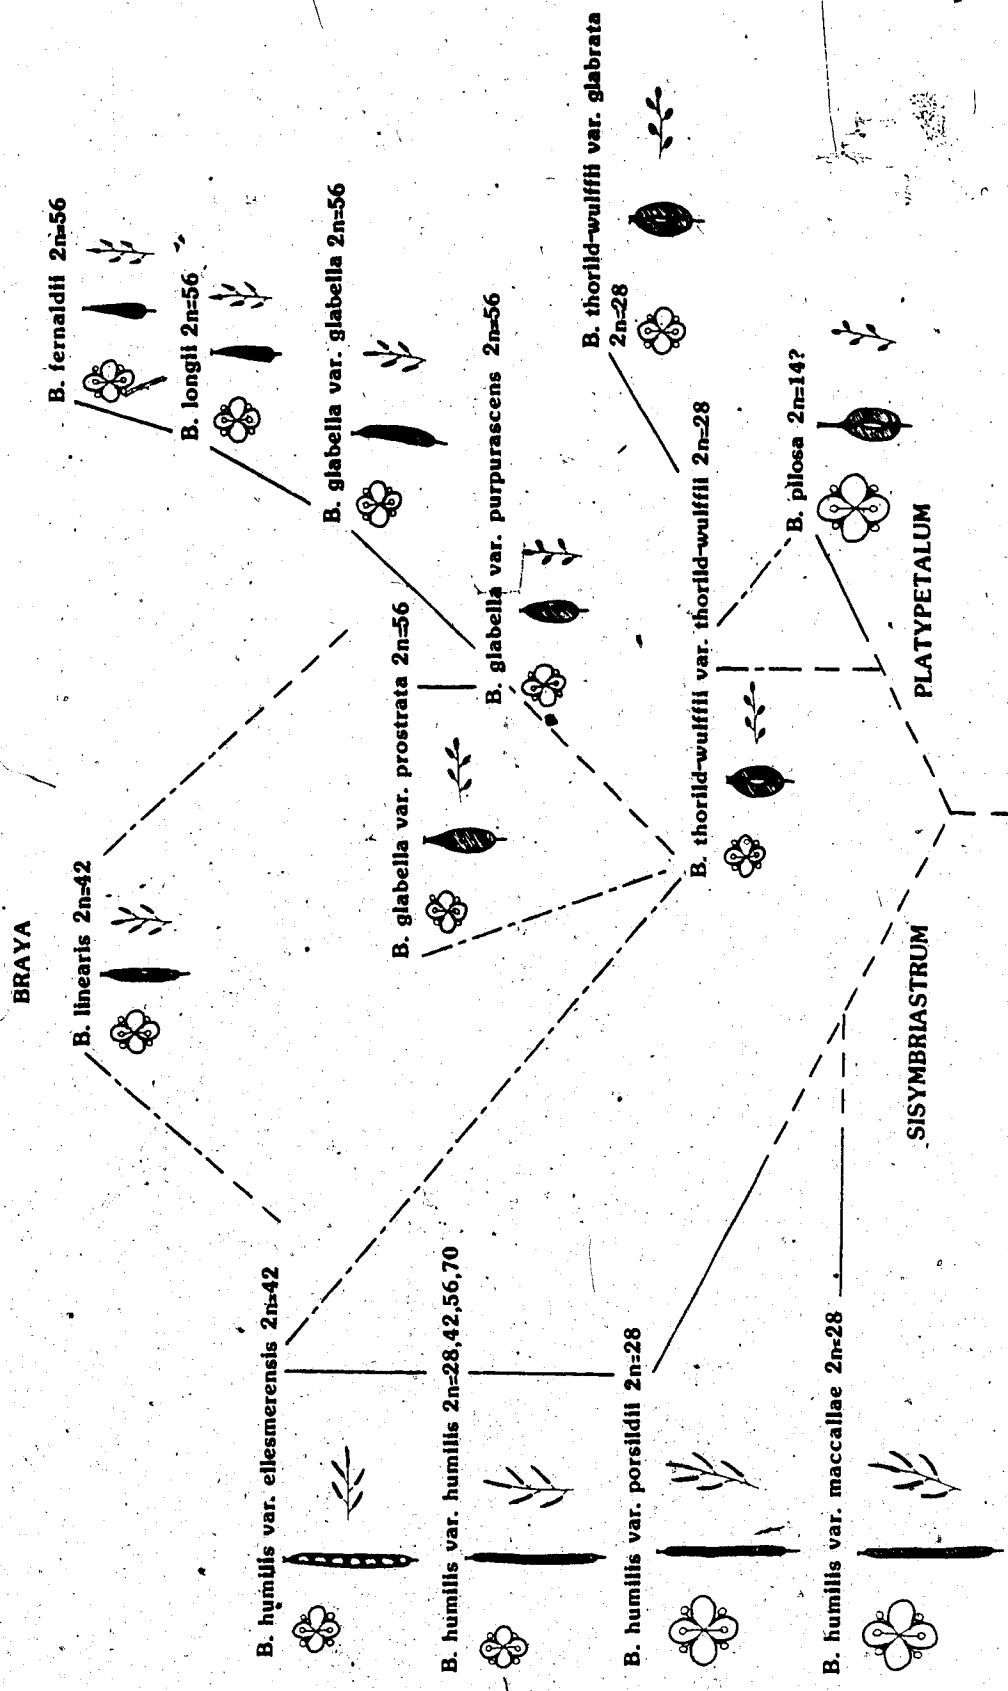 BRAYA
B. fernaldii 2n=56
B. linearis 2n=42
B. longii 2n=56
B. humilis var. ellesmerensis 2n=42
B. glabella var. glabella 2n=56
B. glabella var. prostrata 2n=56
B. humilis var. humilis 2n=28,42,56,70
B. glabella var. purpurascens 2n=56
B. thorild-wulffii var. glabrata
2n=28
B. humilis var. porsildii 2n=28
B. thorild-wulffii var. thorild-wulffii 2n=28
B. pilosa 2n=14?
B. humilis var. maccallae 2n=28
SISYMBRIASTRUM
PLATYPETALUM